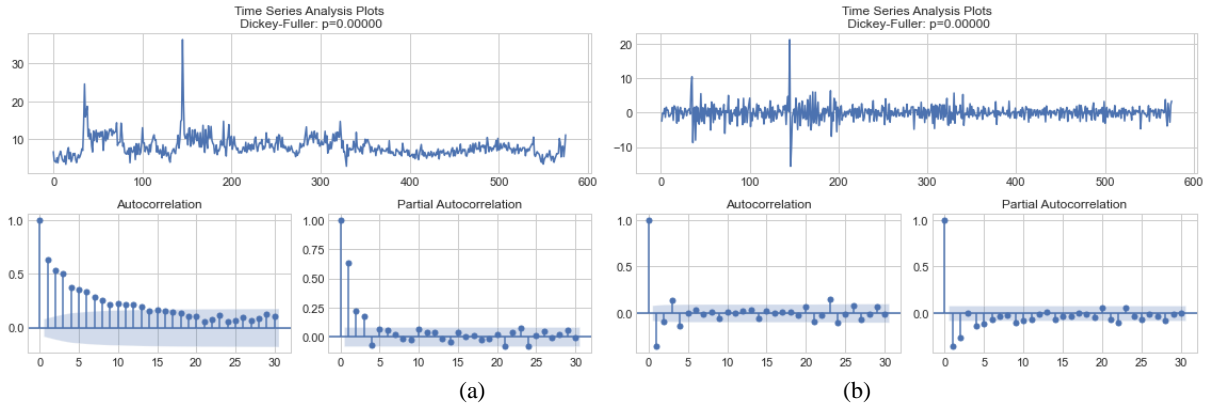 Time Series Analysis Plots
Dickey-Fuller: p=0.00000
30
20
10
0 100 200 300 400 500 600
Autocorrelation
1.0
0.5
0.0
0 5 10 15 20 25 30
Partial Autocorrelation
1.00
0.75
0.50
0.25
0.00
0 5 10 15 20 25 30
(a)
Time Series Analysis Plots
Dickey-Fuller: p=0.00000
20
10
0
−10
0 100 200 300 400 500 600
Autocorrelation
1.0
0.5
0.0
0 5 10 15 20 25 30
Partial Autocorrelation
1.0
0.5
0.0
0 5 10 15 20 25 30
(b)